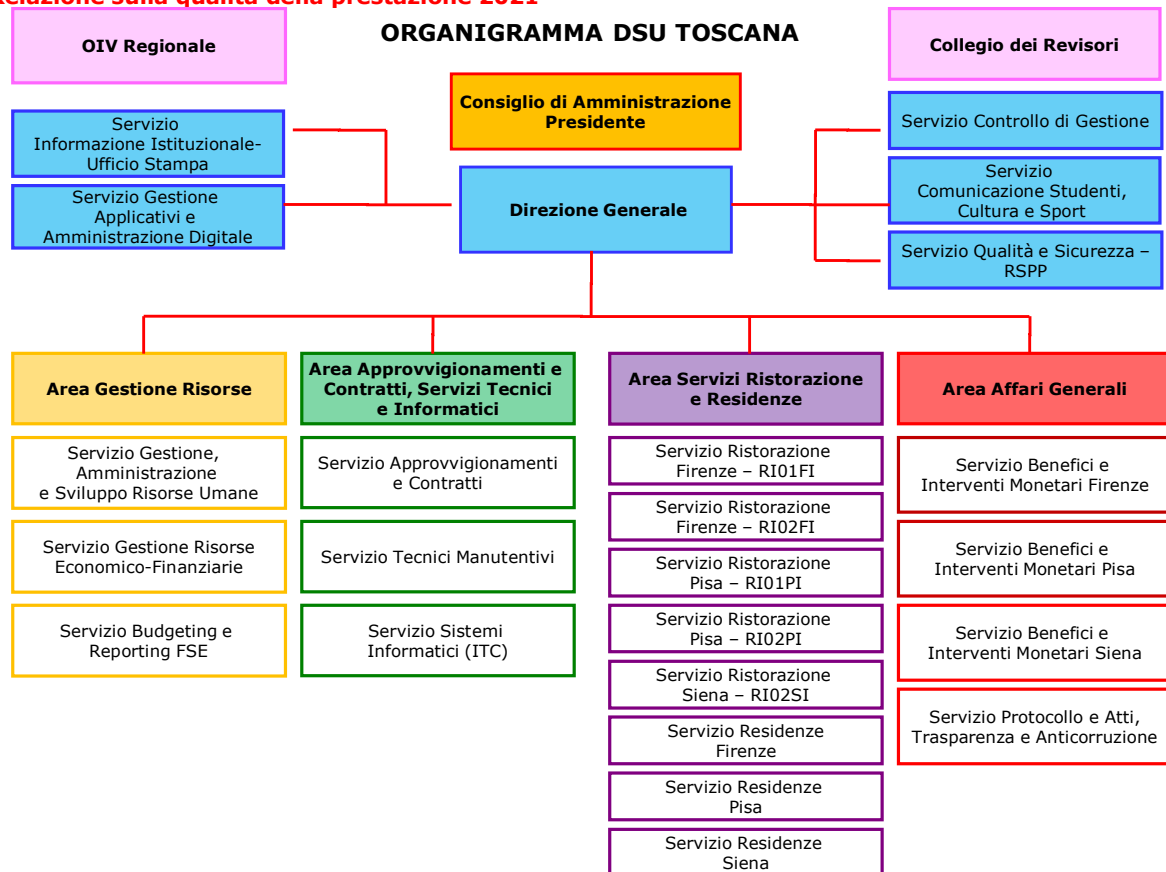 Relazione sulla qualità della prestazione 2021
ORGANIGRAMMA DSU TOSCANA
OIV Regionale
Collegio dei Revisori
Consiglio di Amministrazione
Presidente
Servizio
Informazione Istituzionale-
Ufficio Stampa
Servizio Gestione
Applicativi e
Amministrazione Digitale
Direzione Generale
Servizio Controllo di Gestione
Servizio
Comunicazione Studenti,
Cultura e Sport
Servizio Qualità e Sicurezza –
RSPP
Area Gestione Risorse
Servizio Gestione,
Amministrazione
e Sviluppo Risorse Umane
Servizio Gestione Risorse
Economico-Finanziarie
Servizio Budgeting e
Reporting FSE
Area Approvvigionamenti e
Contratti, Servizi Tecnici
e Informatici
Servizio Approvvigionamenti
e Contratti
Servizio Tecnici Manutentivi
Servizio Sistemi
Informatici (ITC)
Area Servizi Ristorazione
e Residenze
Servizio Ristorazione
Firenze – RI01FI
Servizio Ristorazione
Firenze – RI02FI
Servizio Ristorazione
Pisa – RI01PI
Servizio Ristorazione
Pisa – RI02PI
Servizio Ristorazione
Siena – RI02SI
Servizio Residenze
Firenze
Servizio Residenze
Pisa
Servizio Residenze
Siena
Area Affari Generali
Servizio Benefici e
Interventi Monetari Firenze
Servizio Benefici e
Interventi Monetari Pisa
Servizio Benefici e
Interventi Monetari Siena
Servizio Protocollo e Atti,
Trasparenza e Anticorruzione